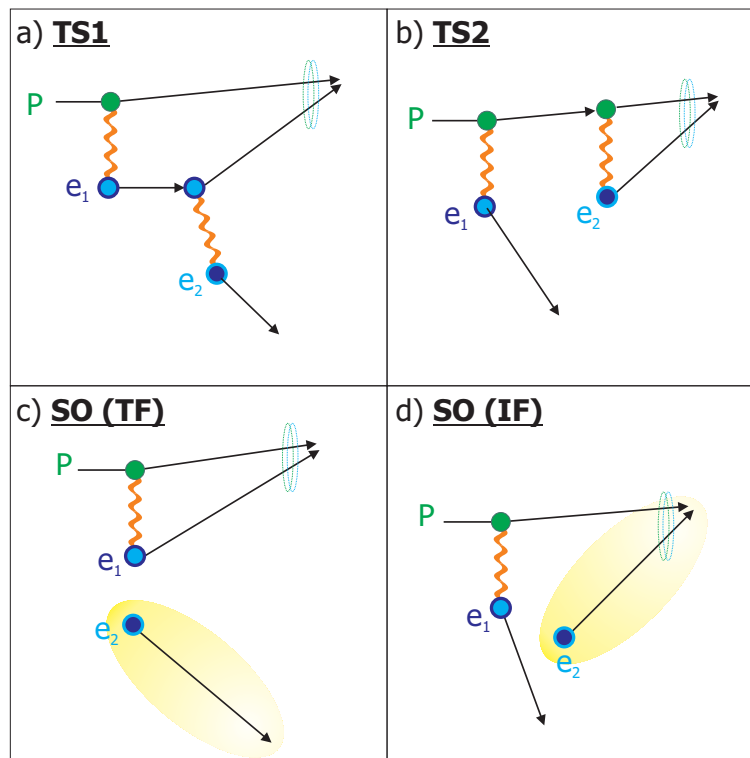 a) TS1
P
e1
e2
b) TS2
P
e1
e2
c) SO (TF)
P
e1
e2
d) SO (IF)
P
e1
e2